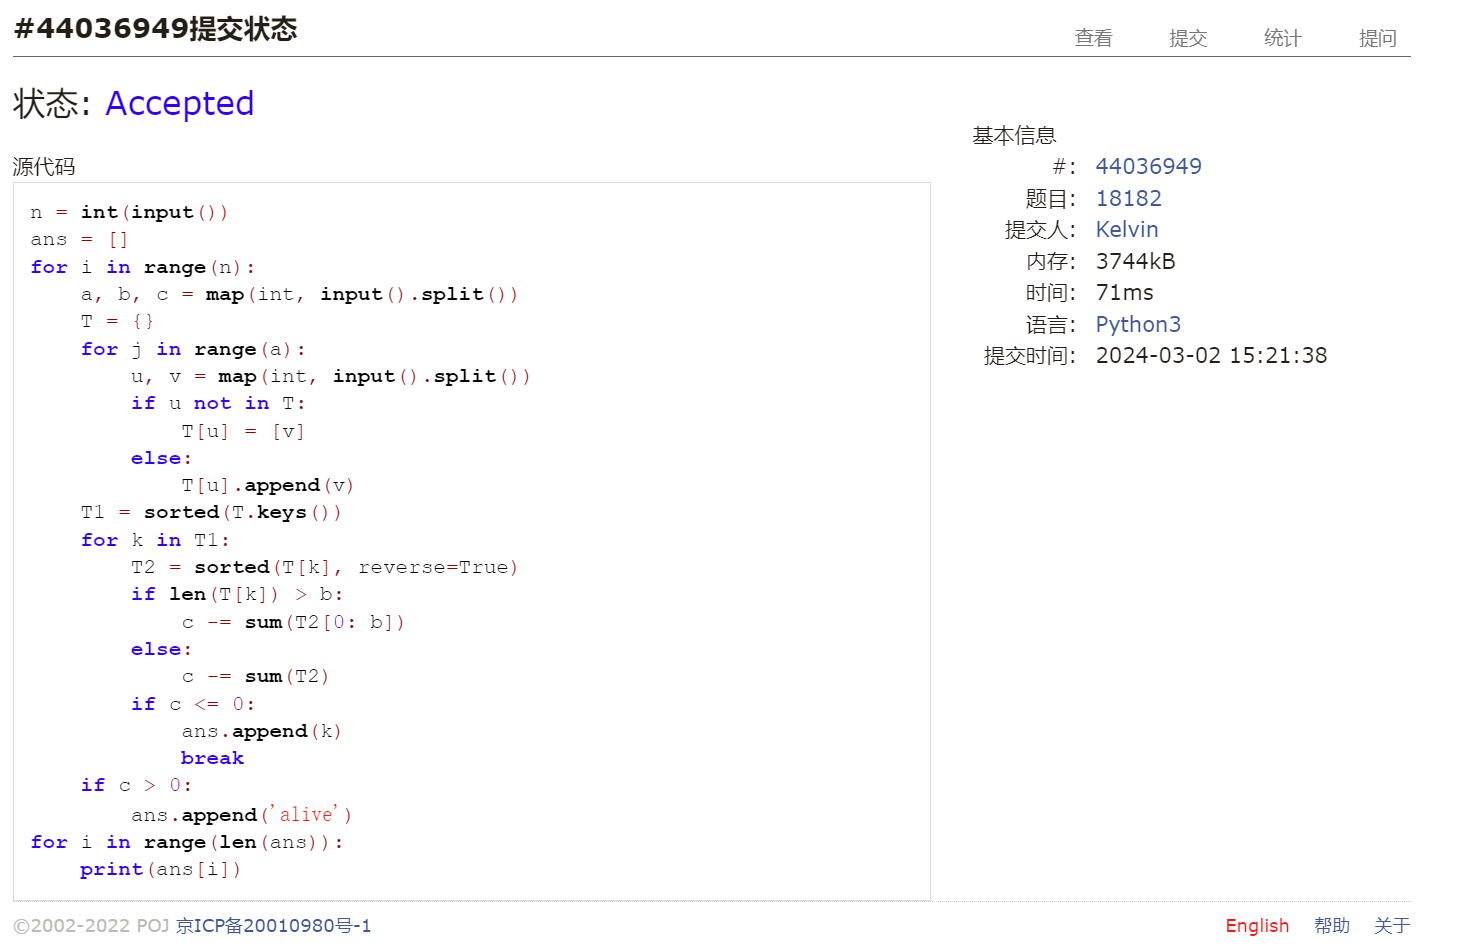 #44036949提交状态
查看 提交 统计 提问
状态: Accepted
源代码
n = int(input())
ans = []
for i in range(n):
    a, b, c = map(int, input().split())
    T = {}
    for j in range(a):
        u, v = map(int, input().split())
        if u not in T:
            T[u] = [v]
        else:
            T[u].append(v)
    T1 = sorted(T.keys())
    for k in T1:
        T2 = sorted(T[k], reverse=True)
        if len(T[k]) > b:
            c -= sum(T2[0: b])
        else:
            c -= sum(T2)
        if c <= 0:
            ans.append(k)
            break
    if c > 0:
        ans.append('alive')
for i in range(len(ans)):
    print(ans[i])
基本信息
#: 44036949
题目: 18182
提交人: Kelvin
内存: 3744kB
时间: 71ms
语言: Python3
提交时间: 2024-03-02 15:21:38
©2002-2022 POJ 京ICP备20010980号-1
English 帮助 关于